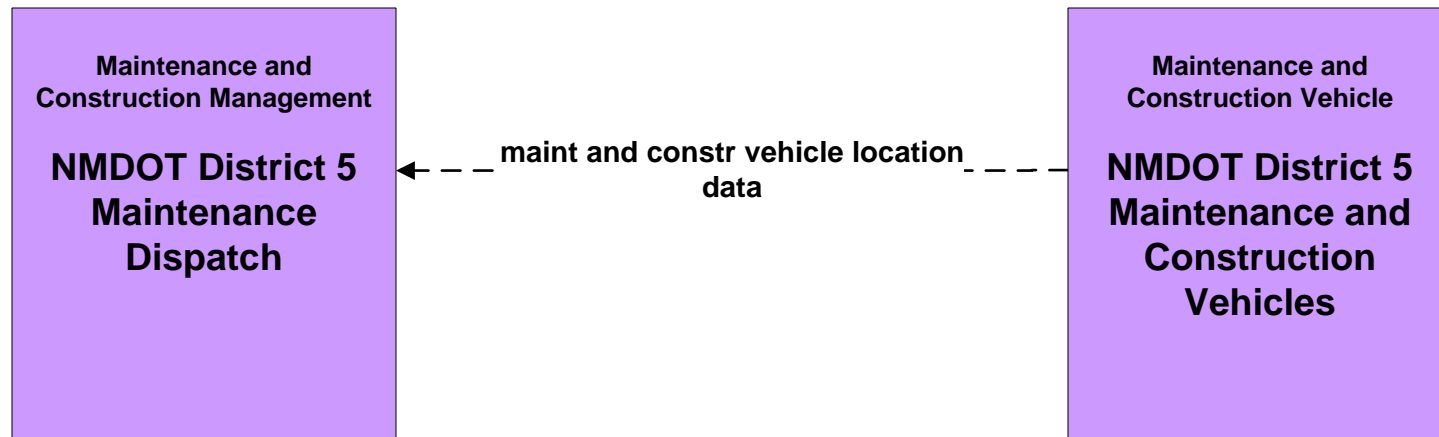 Maintenance and
Construction Management
NMDOT District 5
Maintenance
Dispatch
maint and constr vehicle location
data
Maintenance and
Construction Vehicle
NMDOT District 5
Maintenance and
Construction
Vehicles